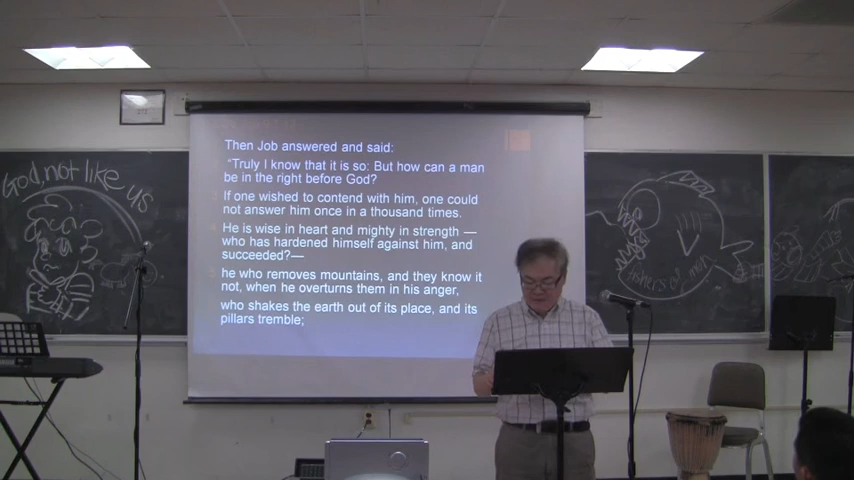 God, not like us
Then Job answered and said:
"Truly I know that it is so: But how can a man
be in the right before God?
If one wished to contend with him, one could
not answer him once in a thousand times.
He is wise in heart and mighty in strength —
who has hardened himself against him, and
succeeded?—
he who removes mountains, and they know it
not, when he overturns them in his anger,
who shakes the earth out of its place, and its
pillars tremble;
fishers of men